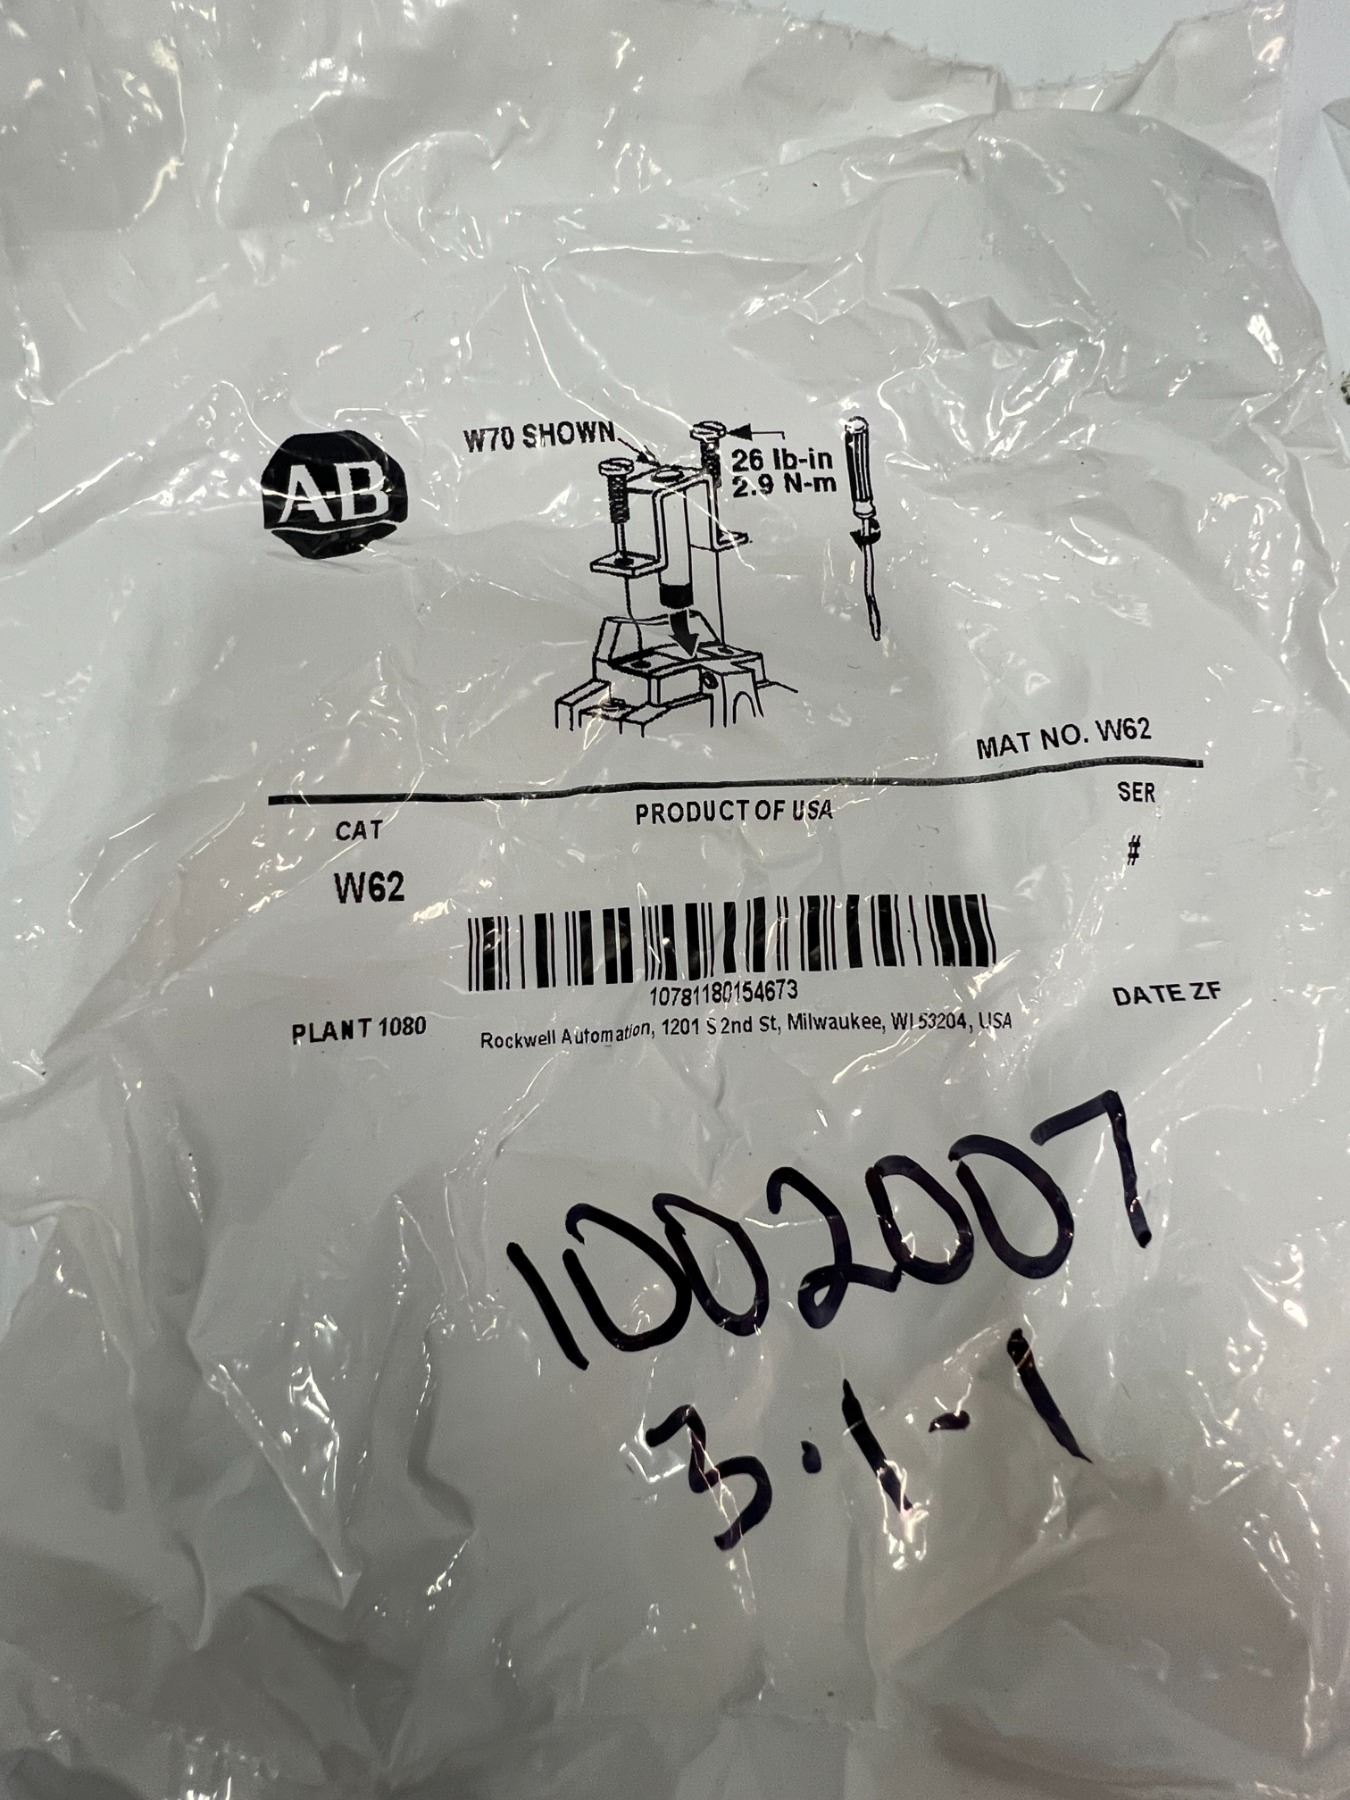 W70 SHOWN
26 lb-in
2.9 N-m
A-B
MAT NO. W62
CAT
PRODUCT OF USA
SER
W62
#
10781180154673
PLANT 1080
Rockwell Automation, 1201 S 2nd St, Milwaukee, WI 53204, USA
DATE ZF
1002007
3.1-1